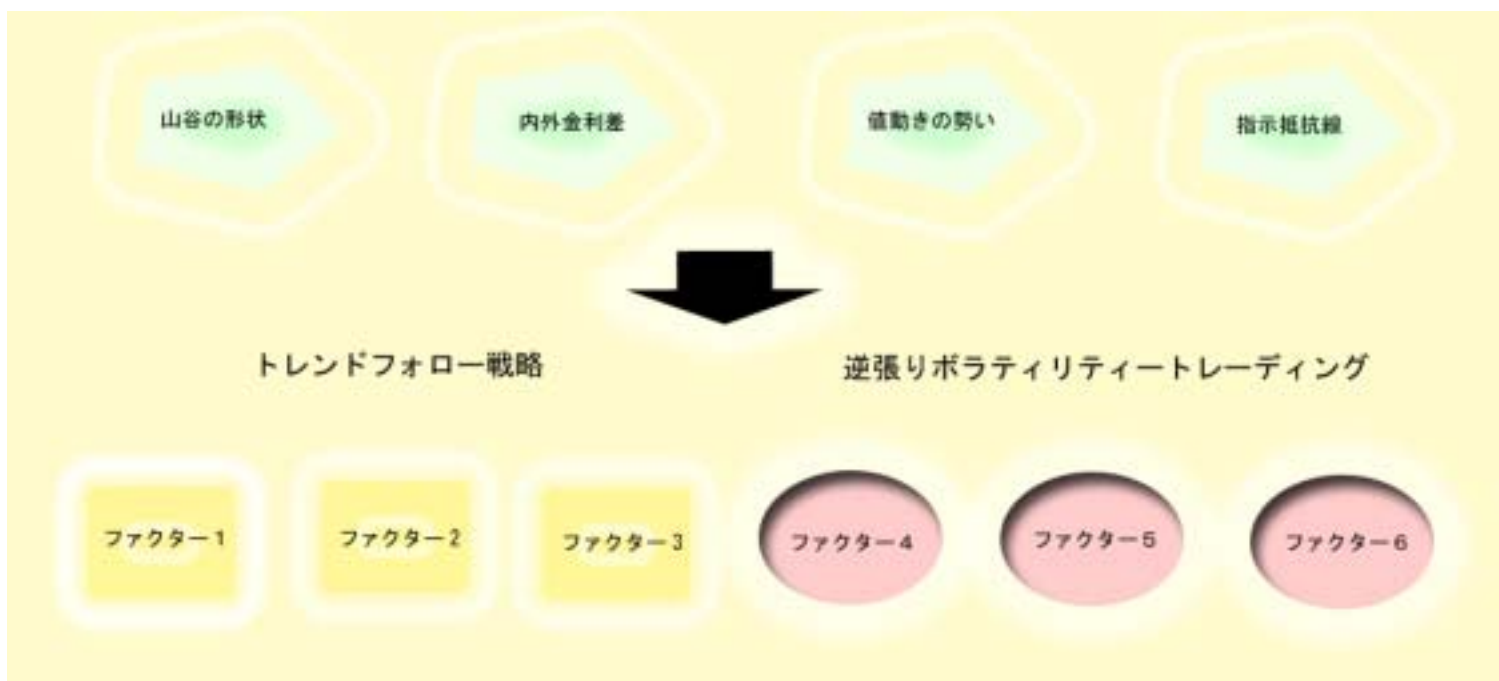 山谷の形状
内外金利差
値動きの勢い
指示抵抗線
トレンドフォロー戦略
逆張りボラティリティートレーディング
ファクター1
ファクター2
ファクター3
ファクター4
ファクター5
ファクター6